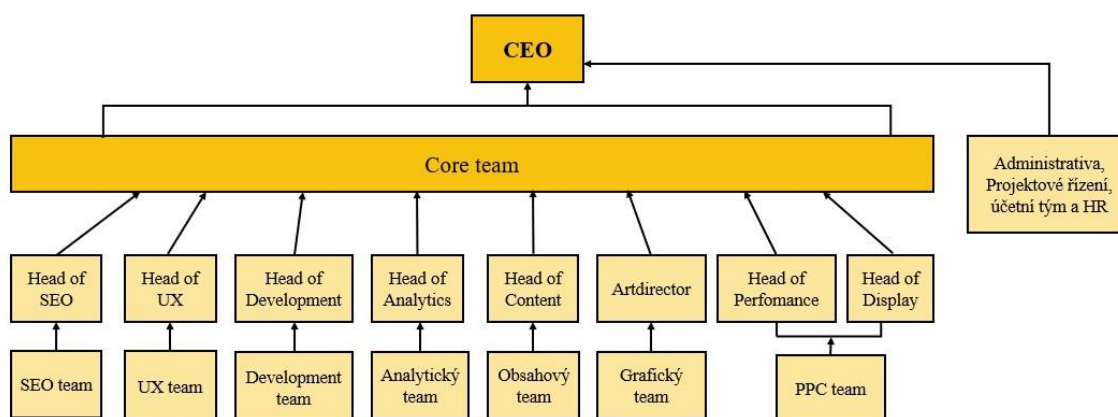 CEO
Core team
Administrativa,
Projektové řízení,
účetní tým a HR
Head of
SEO
Head of
UX
Head of
Development
Head of
Analytics
Head of
Content
Artdirector
Head of
Perfomance
Head of
Display
SEO team
UX team
Development
team
Analytický
team
Obsahový
team
Grafický
team
PPC team